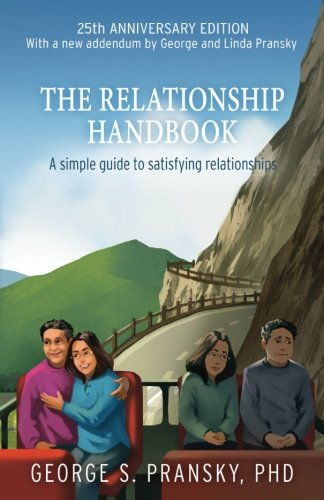 25th ANNIVERSARY EDITION
With a new addendum by George and Linda Pransky
THE RELATIONSHIP
HANDBOOK
A simple guide to satisfying relationships
GEORGE S. PRANSKY, PHD